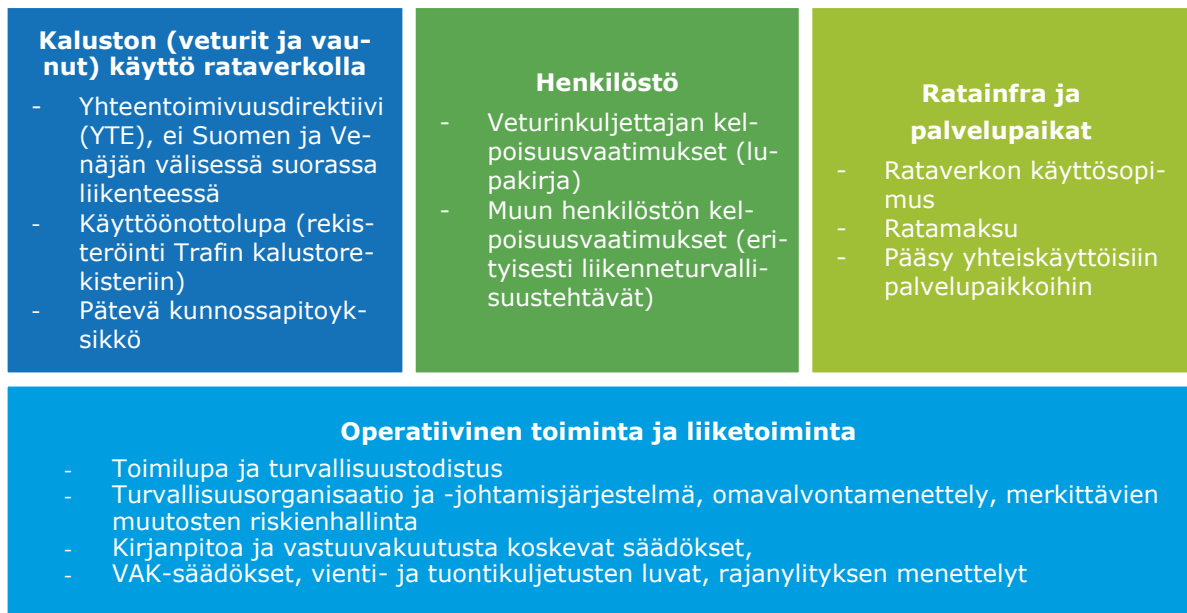 Kaluston (veturit ja vau-
nut) käyttö rataverkolla
- Yhteentoimivuusdirektiivi
(YTE), ei Suomen ja Ve-
näjän välisessä suorassa
liikenteessä
- Käyttöönottolupa (rekis-
teröinti Trafin kalustore-
kisteriin)
- Pätevä kunnossapitoyk-
sikkö
Henkilöstö
- Veturinkuljettajan kel-
poisuusvaatimukset (lu-
pakirja)
- Muun henkilöstön kel-
poisuusvaatimukset (eri-
tyisesti liikenneturvalli-
suustehtävät)
Ratainfra ja
palvelupaikat
- Rataverkon käyttösopi-
mus
- Ratamaksu
- Pääsy yhteiskäyttöisiin
palvelupaikkoihin
Operatiivinen toiminta ja liiketoiminta
- Toimilupa ja turvallisuustodistus
- Turvallisuusorganisaatio ja -johtamisjärjestelmä, omavalvontamenettely, merkittävien
muutosten riskienhallinta
- Kirjanpitoa ja vastuuvakuutusta koskevat säädökset,
- VAK-säädökset, vienti- ja tuontikuljetusten luvat, rajanylityksen menettelyt